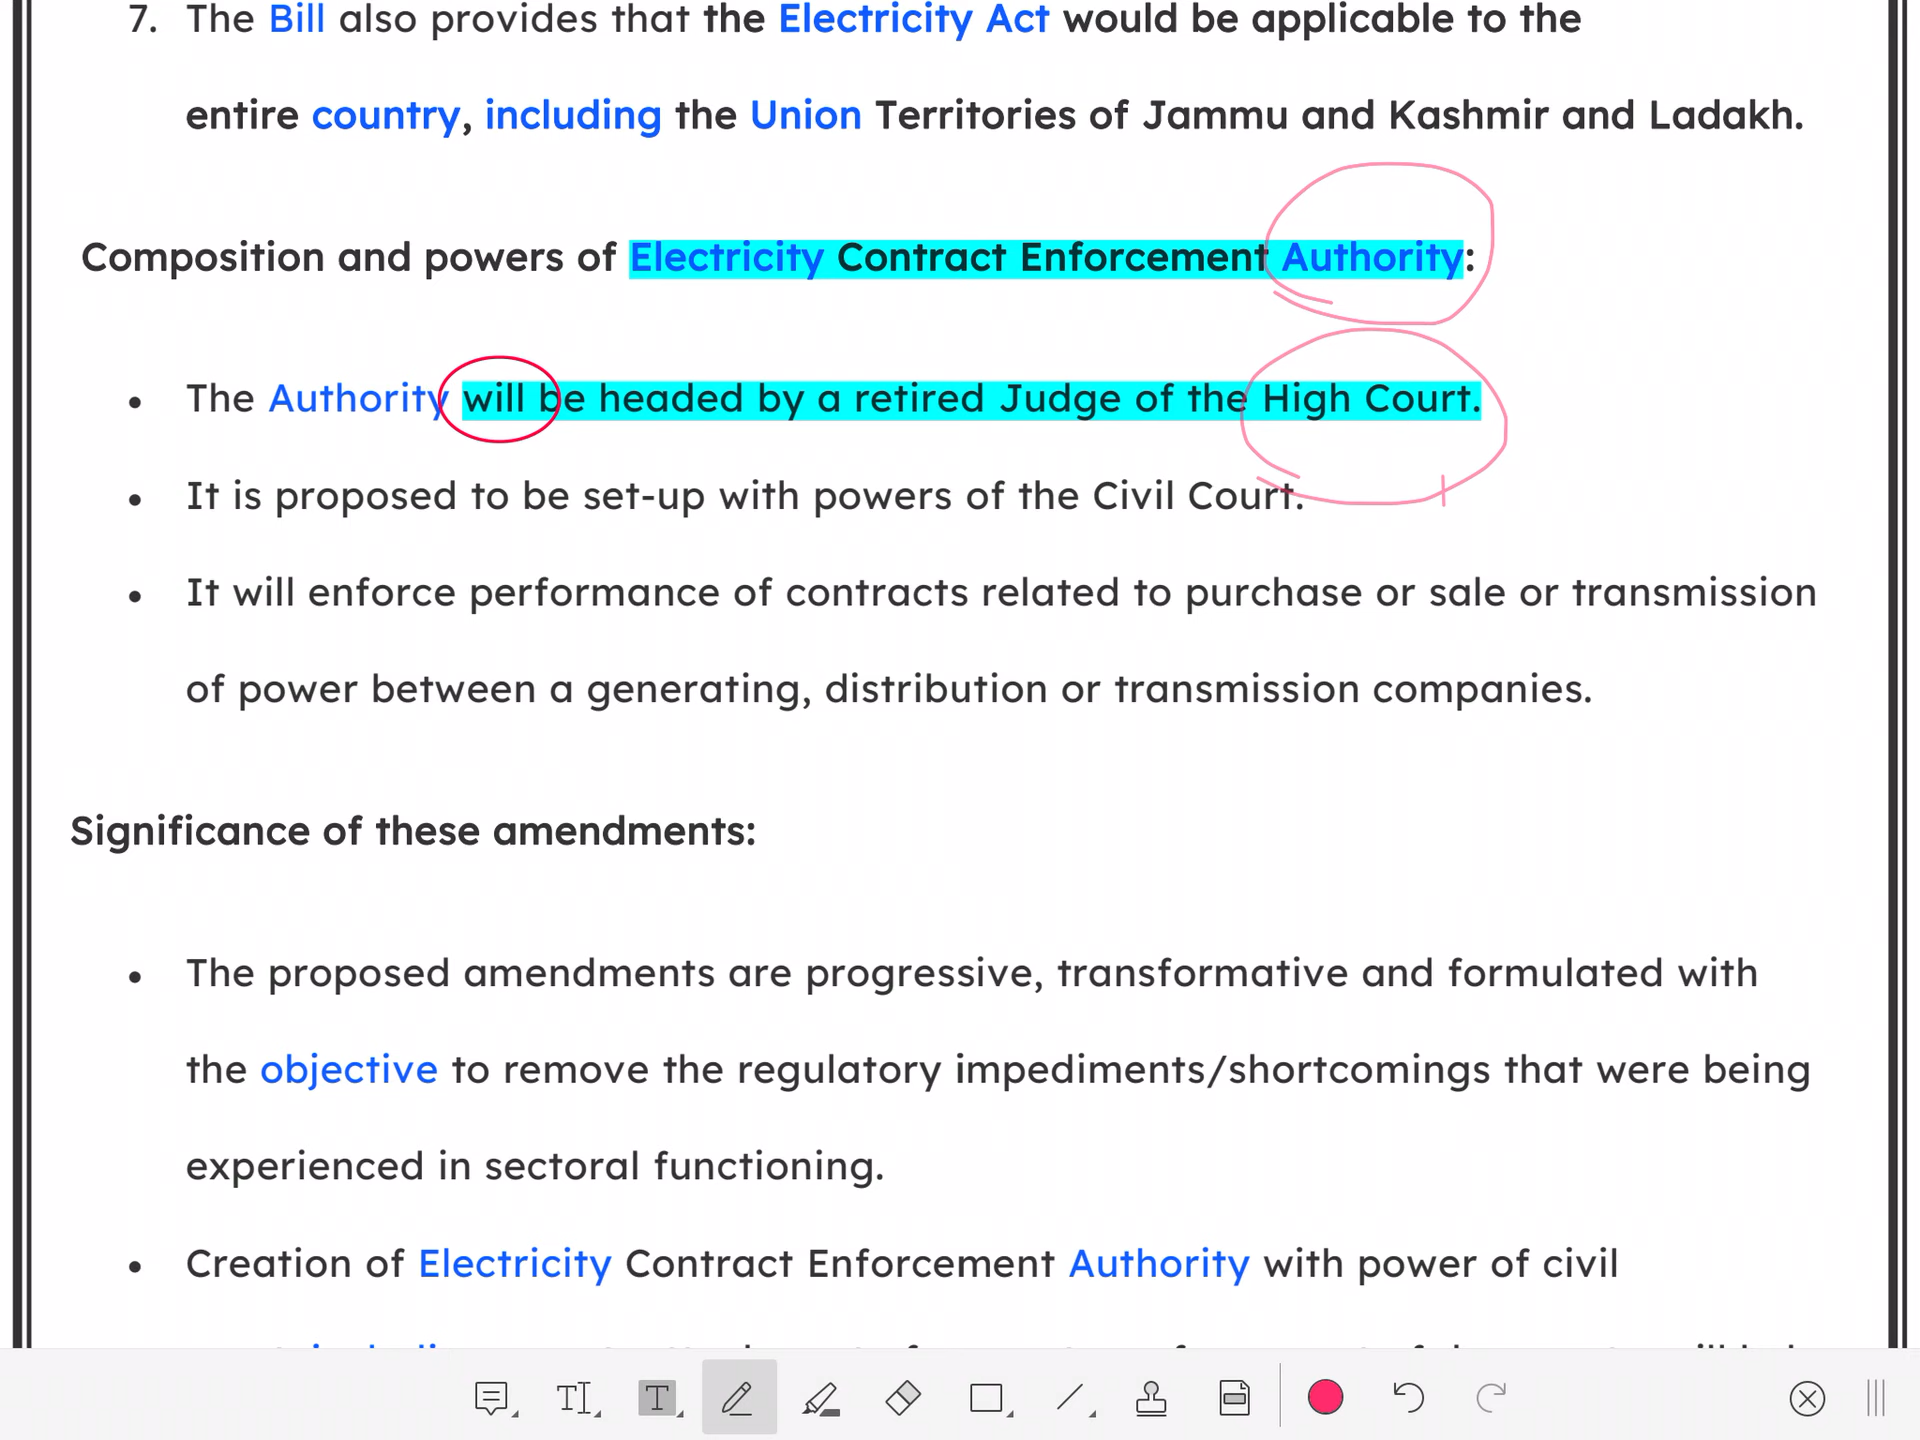 7. The Bill also provides that the Electricity Act would be applicable to the
entire country, including the Union Territories of Jammu and Kashmir and Ladakh.
Composition and powers of Electricity Contract Enforcement Authority:
• The Authority will be headed by a retired Judge of the High Court.
• It is proposed to be set-up with powers of the Civil Court.
• It will enforce performance of contracts related to purchase or sale or transmission
of power between a generating, distribution or transmission companies.
Significance of these amendments:
• The proposed amendments are progressive, transformative and formulated with
the objective to remove the regulatory impediments/shortcomings that were being
experienced in sectoral functioning.
• Creation of Electricity Contract Enforcement Authority with power of civil